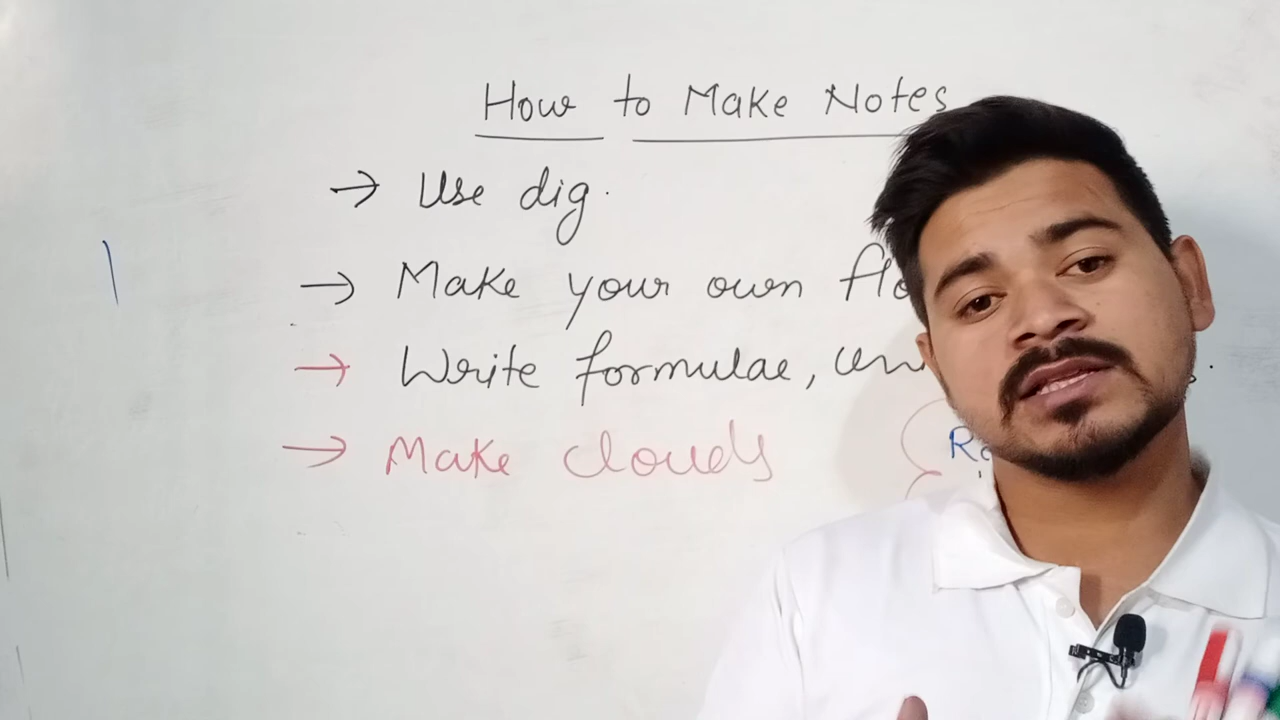 How to Make Notes
→ Use dig.
→ Make your own flo
→ Write formulae,
→ Make clouds